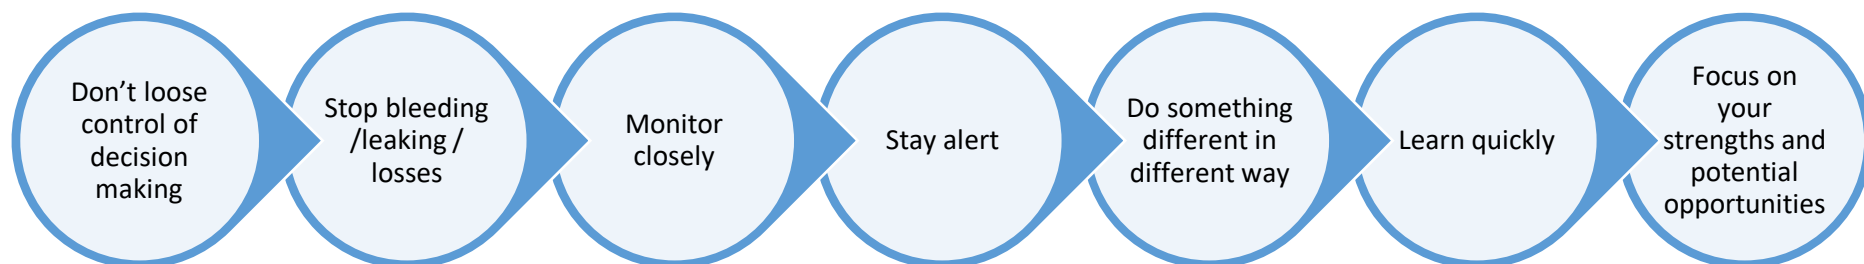 Don’t loose
control of
decision
making
Stop bleeding
/leaking /
losses
Monitor
closely
Stay alert
Do something
different in
different way
Learn quickly
Focus on
your
strengths and
potential
opportunities